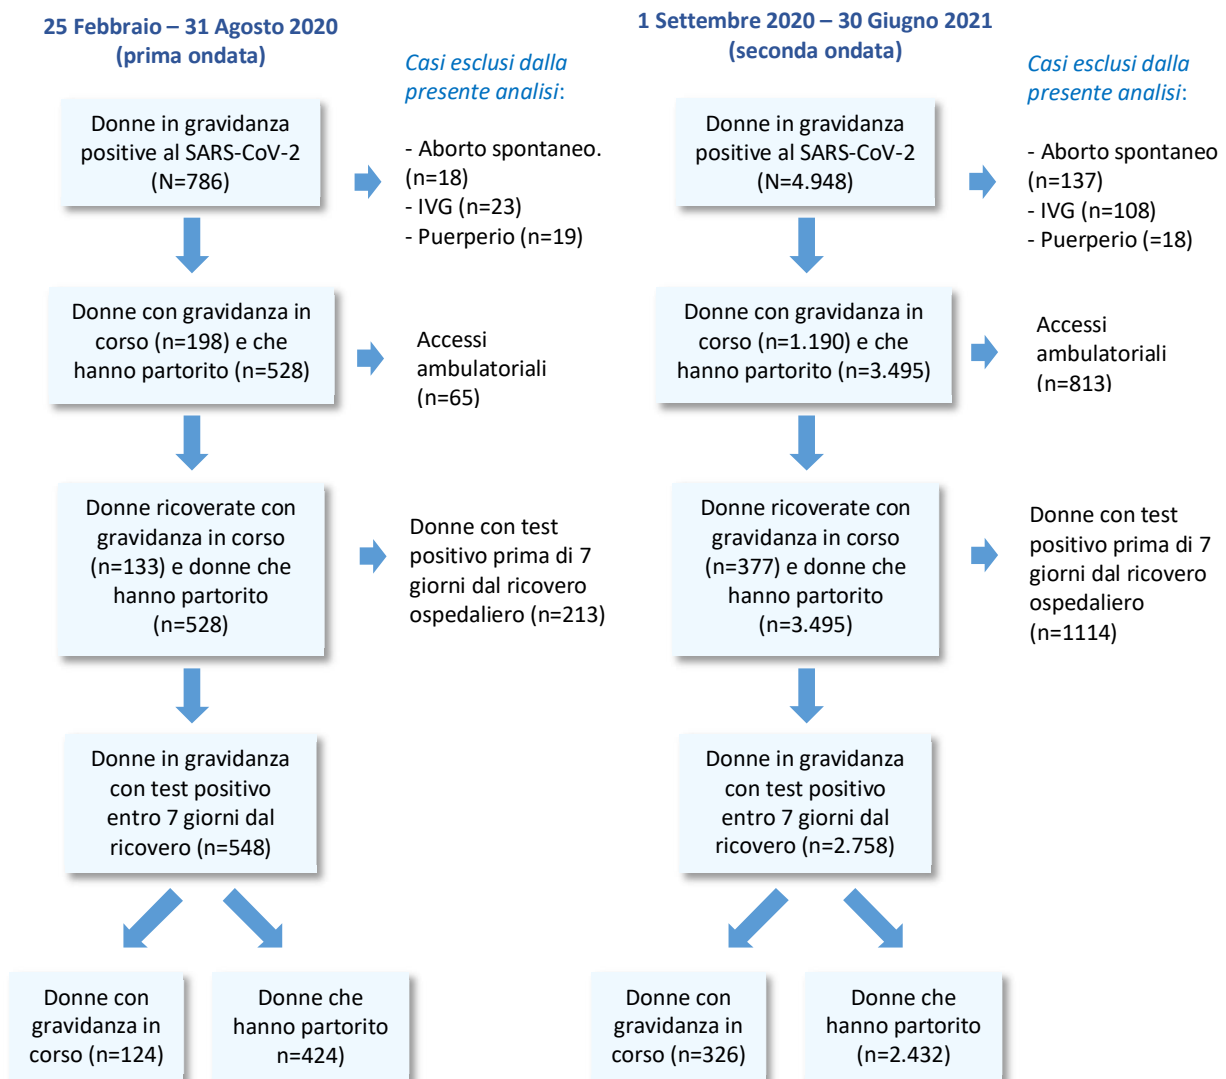 25 Febbraio – 31 Agosto 2020
(prima ondata)
Casi esclusi dalla
presente analisi:
Donne in gravidanza
positive al SARS-CoV-2
(N=786)
- Aborto spontaneo.
(n=18)
- IVG (n=23)
- Puerperio (n=19)
Donne con gravidanza in
corso (n=198) e che
hanno partorito (n=528)
Accessi
ambulatoriali
(n=65)
Donne ricoverate con
gravidanza in corso
(n=133) e donne che
hanno partorito
(n=528)
Donne con test
positivo prima di 7
giorni dal ricovero
ospedaliero (n=213)
Donne in gravidanza
con test positivo
entro 7 giorni dal
ricovero (n=548)
Donne con
gravidanza in
corso (n=124)
Donne che
hanno partorito
n=424)
1 Settembre 2020 – 30 Giugno 2021
(seconda ondata)
Casi esclusi dalla
presente analisi:
Donne in gravidanza
positive al SARS-CoV-2
(N=4.948)
- Aborto spontaneo
(n=137)
- IVG (n=108)
- Puerperio (=18)
Donne con gravidanza in
corso (n=1.190) e che
hanno partorito (n=3.495)
Accessi
ambulatoriali
(n=813)
Donne ricoverate con
gravidanza in corso
(n=377) e donne che
hanno partorito
(n=3.495)
Donne con test
positivo prima di 7
giorni dal ricovero
ospedaliero
(n=1114)
Donne in gravidanza
con test positivo
entro 7 giorni dal
ricovero (n=2.758)
Donne con
gravidanza in
corso (n=326)
Donne che
hanno partorito
(n=2.432)